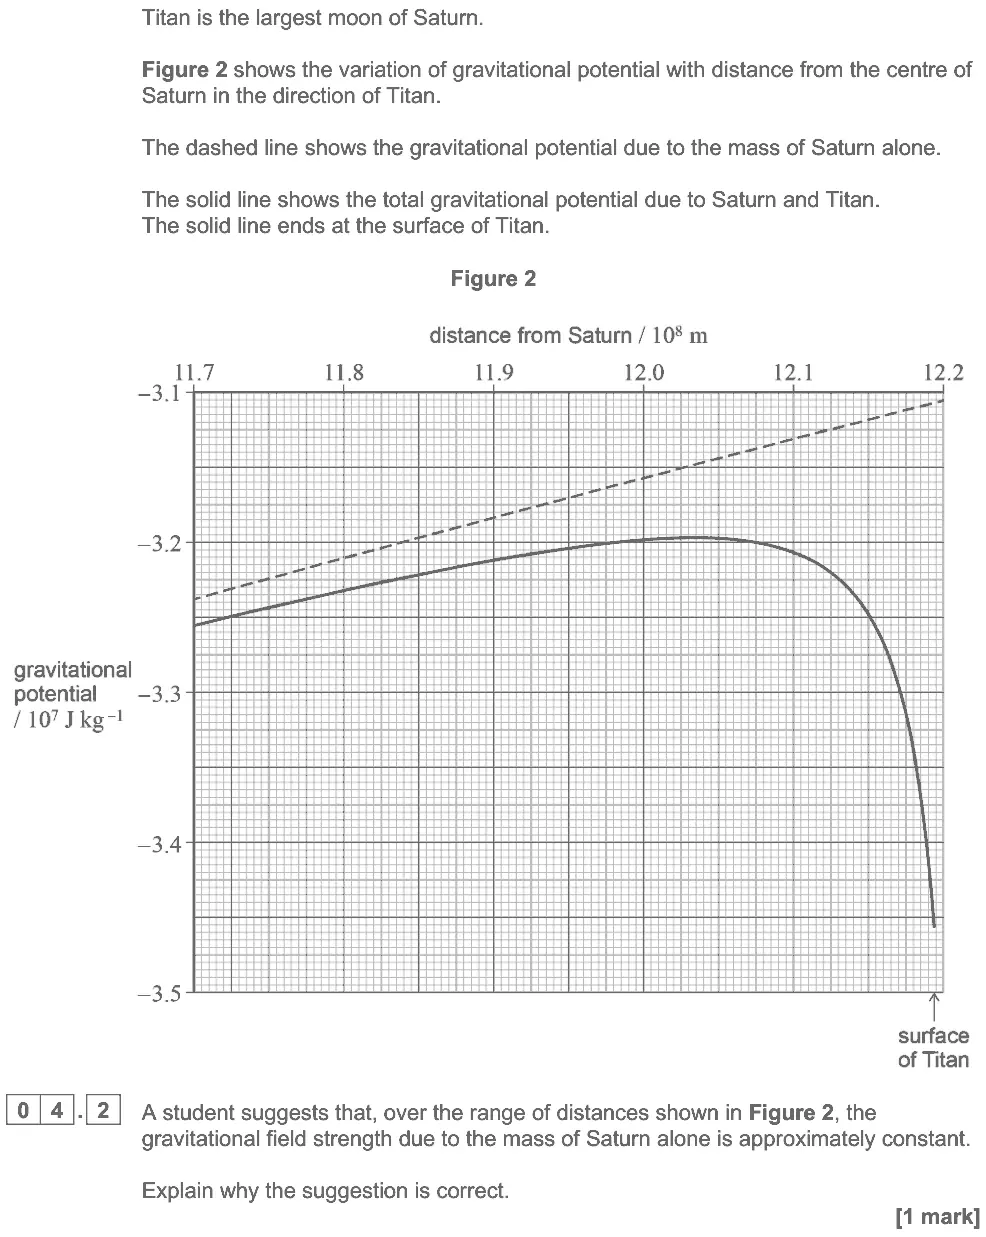 Titan is the largest moon of Saturn.
Figure 2 shows the variation of gravitational potential with distance from the centre of
Saturn in the direction of Titan.
The dashed line shows the gravitational potential due to the mass of Saturn alone.
The solid line shows the total gravitational potential due to Saturn and Titan.
The solid line ends at the surface of Titan.
Figure 2
distance from Saturn / 10⁸ m
11.7 11.8 11.9 12.0 12.1 12.2
−3.1
−3.2
gravitational
potential
/ 10⁷ J kg⁻¹
−3.3
−3.4
−3.5
surface
of Titan
0 4 . 2 A student suggests that, over the range of distances shown in Figure 2, the
gravitational field strength due to the mass of Saturn alone is approximately constant.
Explain why the suggestion is correct.
[1 mark]